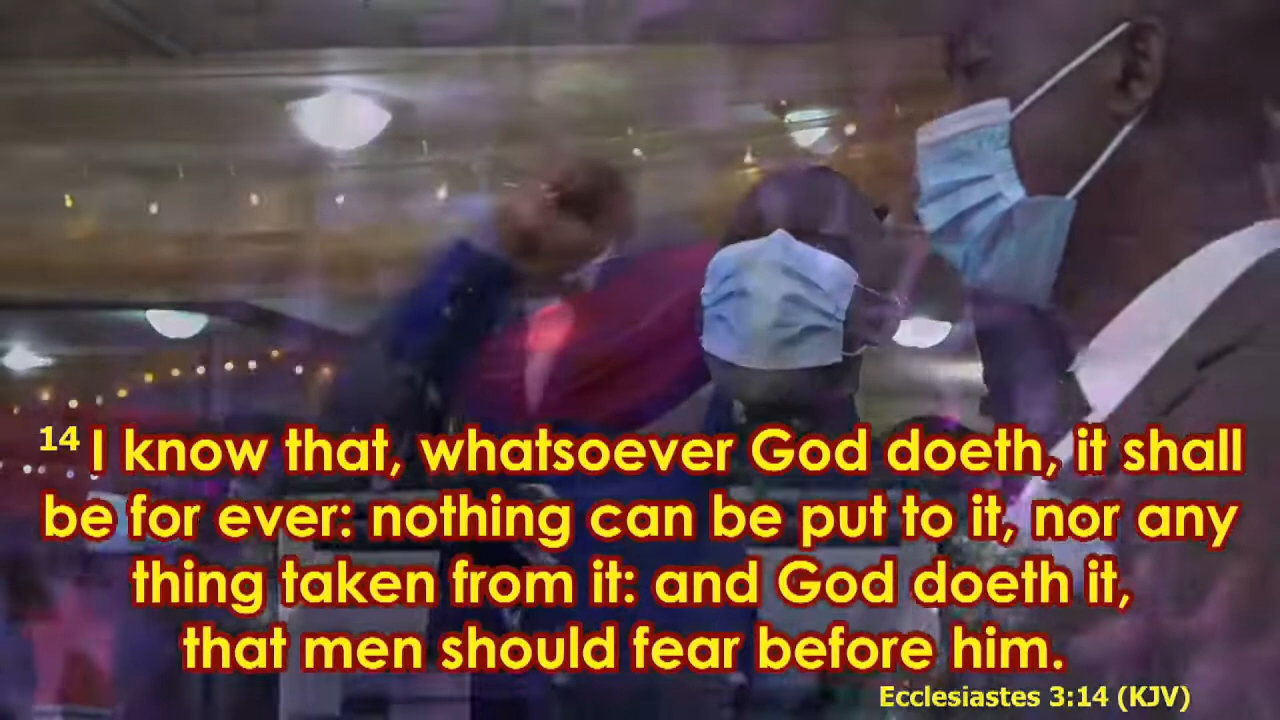 14 I know that, whatsoever God doeth, it shall
be for ever: nothing can be put to it, nor any
thing taken from it: and God doeth it,
that men should fear before him.
Ecclesiastes 3:14 (KJV)